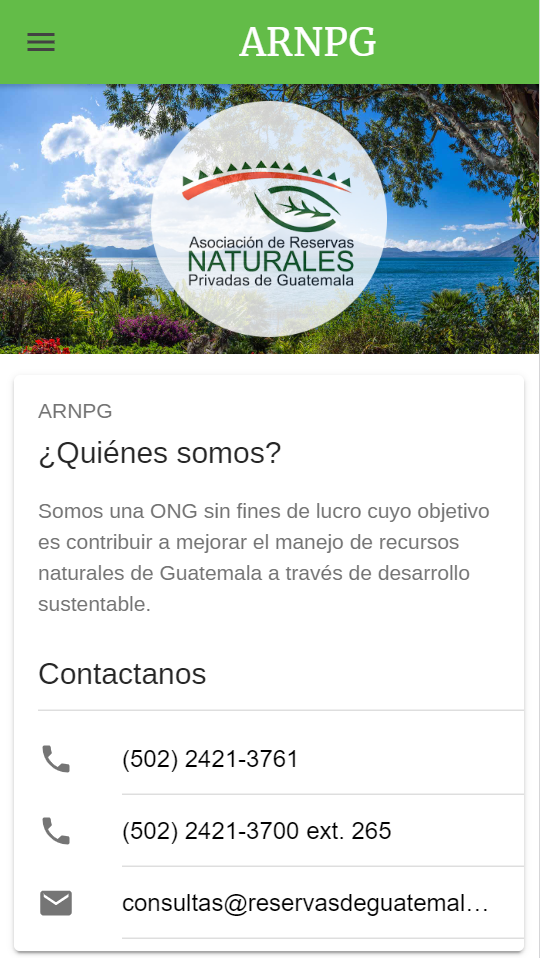 ARNPG
Asociación de Reservas
NATURALES
Privadas de Guatemala
ARNPG
¿Quiénes somos?
Somos una ONG sin fines de lucro cuyo objetivo
es contribuir a mejorar el manejo de recursos
naturales de Guatemala a través de desarrollo
sustentable.
Contactanos
(502) 2421-3761
(502) 2421-3700 ext. 265
consultas@reservasdeguatemal…